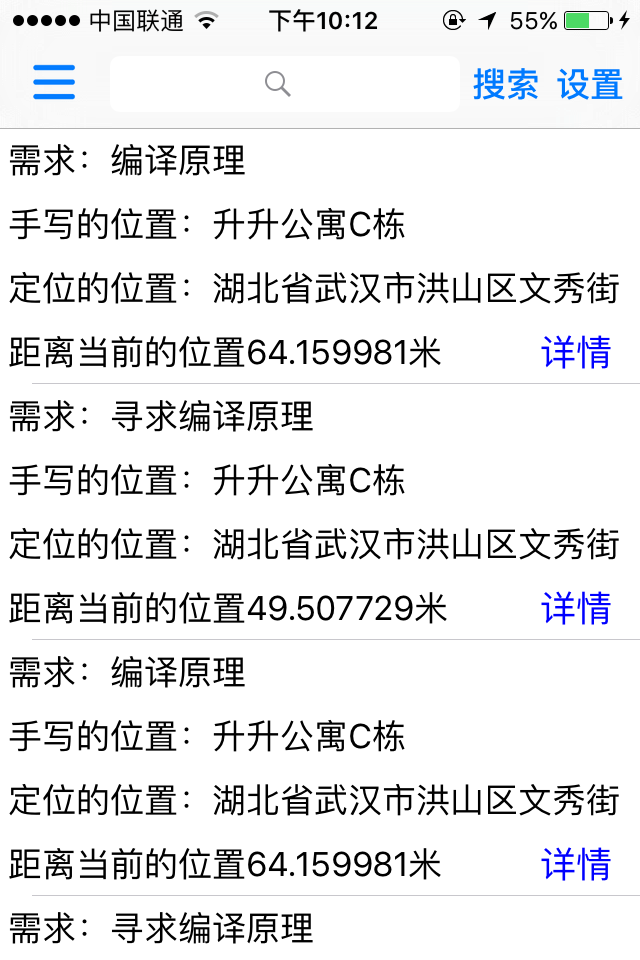 中国联通 下午10:12 55%
搜索 设置
需求：编译原理
手写的位置：升升公寓C栋
定位的位置：湖北省武汉市洪山区文秀街
距离当前的位置64.159981米 详情
需求：寻求编译原理
手写的位置：升升公寓C栋
定位的位置：湖北省武汉市洪山区文秀街
距离当前的位置49.507729米 详情
需求：编译原理
手写的位置：升升公寓C栋
定位的位置：湖北省武汉市洪山区文秀街
距离当前的位置64.159981米 详情
需求：寻求编译原理